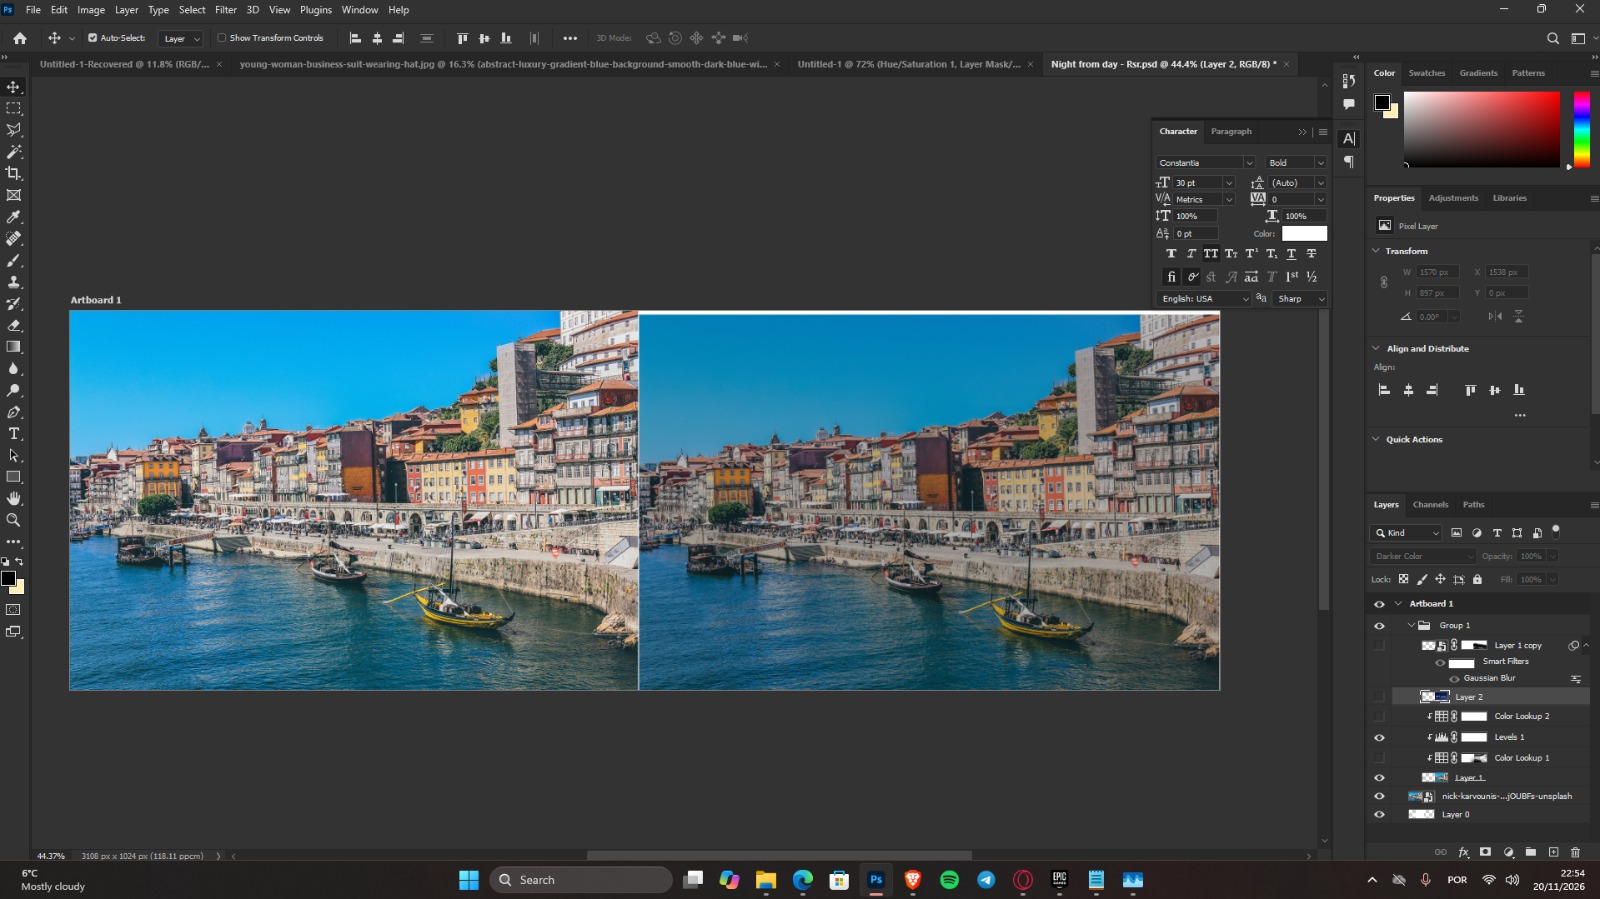 File Edit Image Layer Type Select Filter 3D View Plugins Window Help
Auto-Select: Layer Show Transform Controls 3D Mode:
Untitled-1-Recovered @ 11.8% (RGB/... × young-woman-business-suit-wearing-hat.jpg @ 16.3% (abstract-luxury-gradient-blue-background-smooth-dark-blue-wi... × Untitled-1 @ 72% (Hue/Saturation 1, Layer Mask/... × Night from day - Rsr.psd @ 44.4% (Layer 2, RGB/8) * ×
Artboard 1
Character Paragraph
Constantia Bold
30 pt (Auto)
Metrics 0
100% 100%
0 pt Color:
English: USA Sharp
Color Swatches Gradients Patterns
Properties Adjustments Libraries
Pixel Layer
Transform
W 1570 px X 1538 px
H 897 px Y 0 px
0.00°
Align and Distribute
Align:
Quick Actions
Layers Channels Paths
Kind
Darker Color Opacity: 100%
Lock: Fill: 100%
Artboard 1
Group 1
Layer 1 copy
Smart Filters
Gaussian Blur
Layer 2
Color Lookup 2
Levels 1
Color Lookup 1
Layer 1
nick-karvounis-...jOUBFs-unsplash
Layer 0
44.37% 3108 px x 1024 px (118.11 ppcm)
6°C
Mostly cloudy
Search
POR
22:54
20/11/2026